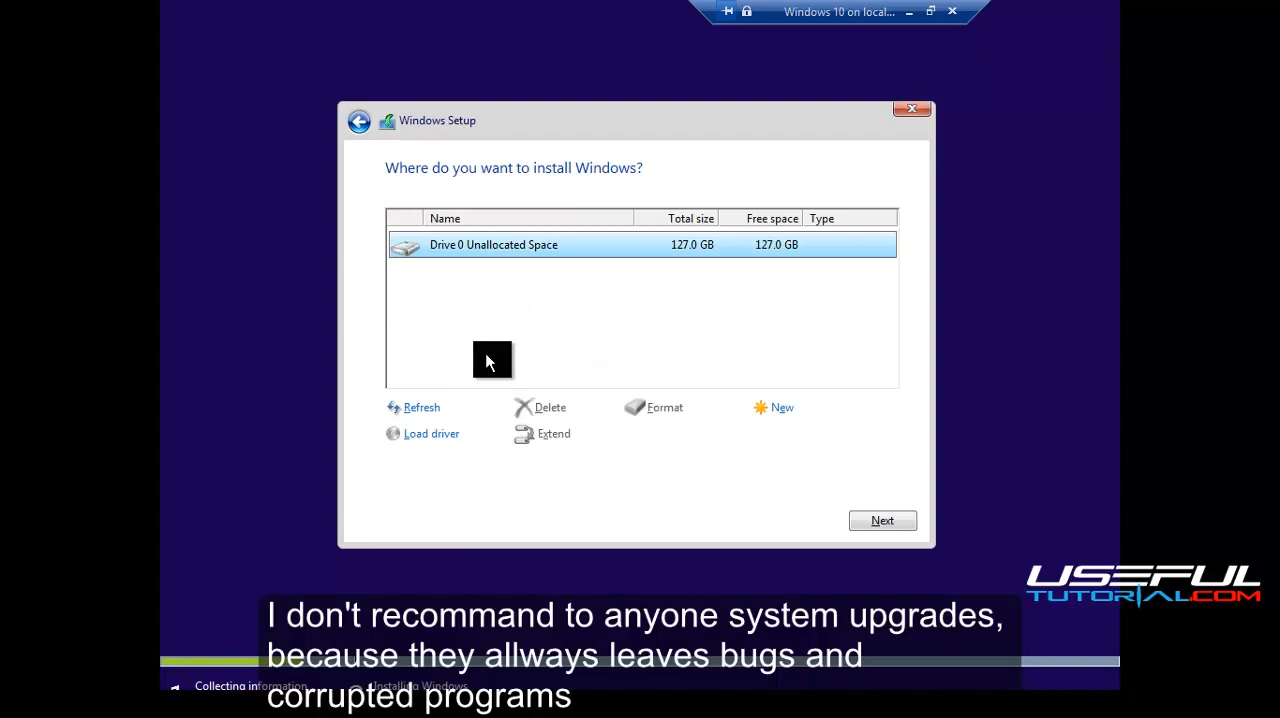 Windows 10 on local...
Windows Setup
Where do you want to install Windows?
Name Total size Free space Type
Drive 0 Unallocated Space 127.0 GB 127.0 GB
Refresh Delete Format New
Load driver Extend
Next
USEFUL
TUTORIAL.COM
I don't recommand to anyone system upgrades,
because they allways leaves bugs and
corrupted programs
Collecting information Installing Windows